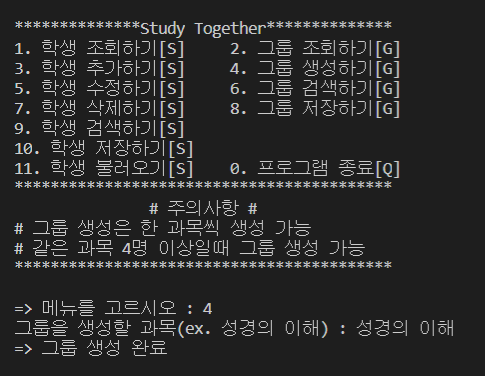 **************Study Together**************
1. 학생 조회하기[S]     2. 그룹 조회하기[G]
3. 학생 추가하기[S]     4. 그룹 생성하기[G]
5. 학생 수정하기[S]     6. 그룹 검색하기[G]
7. 학생 삭제하기[S]     8. 그룹 저장하기[G]
9. 학생 검색하기[S]
10. 학생 저장하기[S]
11. 학생 불러오기[S]    0. 프로그램 종료[Q]
******************************************
# 주의사항 #
# 그룹 생성은 한 과목씩 생성 가능
# 같은 과목 4명 이상일때 그룹 생성 가능
******************************************
=> 메뉴를 고르시오 : 4
그룹을 생성할 과목(ex. 성경의 이해) : 성경의 이해
=> 그룹 생성 완료